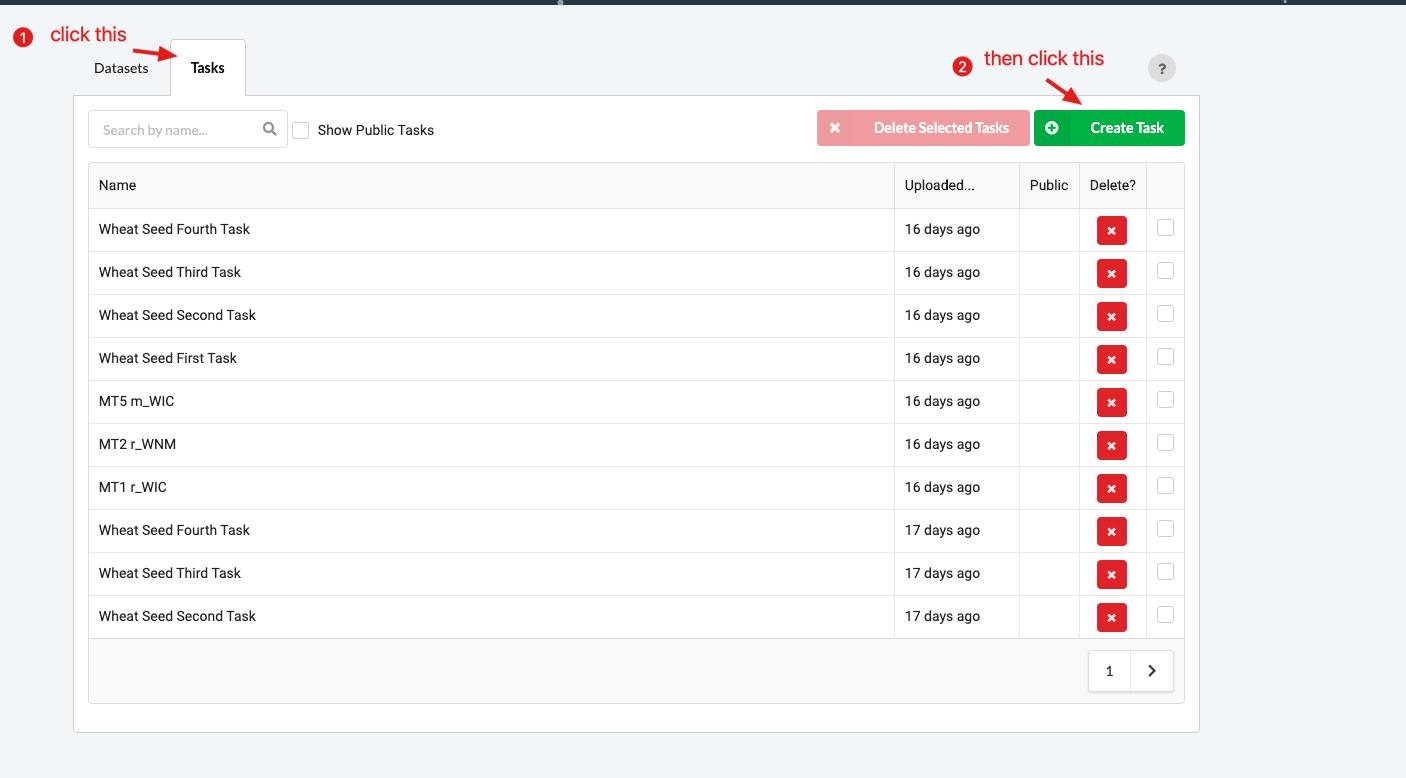 1 click this
2 then click this
Datasets Tasks ?
Search by name... Show Public Tasks Delete Selected Tasks Create Task
Name Uploaded... Public Delete?
Wheat Seed Fourth Task 16 days ago
Wheat Seed Third Task 16 days ago
Wheat Seed Second Task 16 days ago
Wheat Seed First Task 16 days ago
MT5 m_WIC 16 days ago
MT2 r_WNM 16 days ago
MT1 r_WIC 16 days ago
Wheat Seed Fourth Task 17 days ago
Wheat Seed Third Task 17 days ago
Wheat Seed Second Task 17 days ago
1